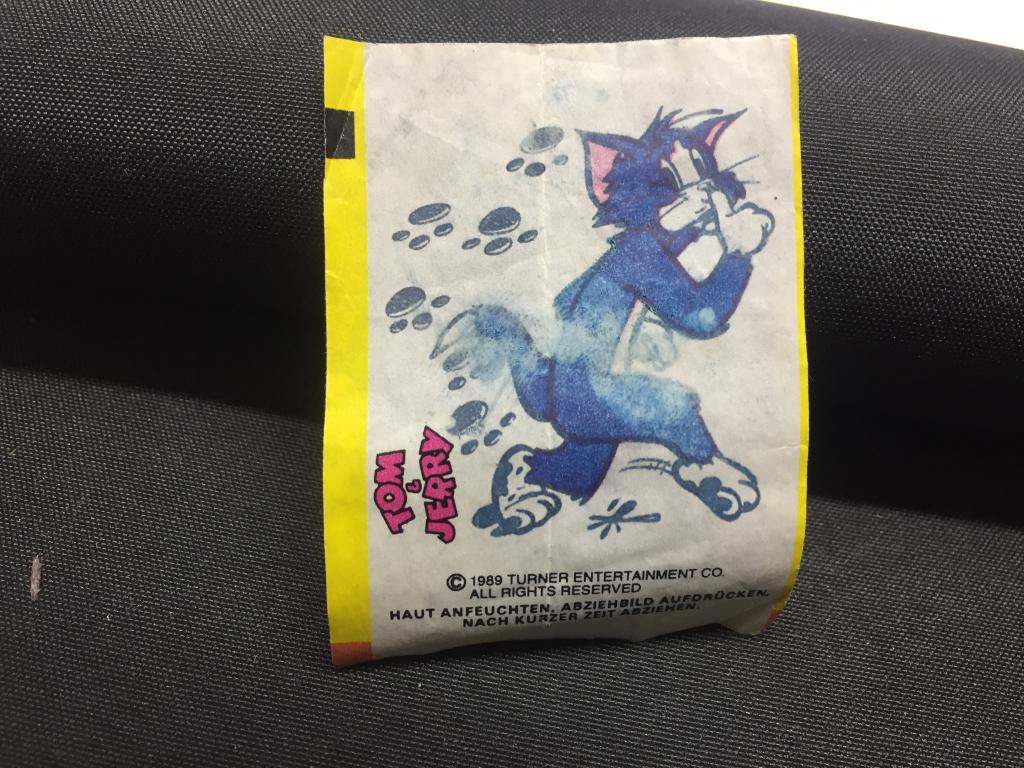 TOM
&
JERRY
© 1989 TURNER ENTERTAINMENT CO.
ALL RIGHTS RESERVED
HAUT ANFEUCHTEN, ABZIEHBILD AUFDRÜCKEN,
NACH KURZER ZEIT ABZIEHEN.